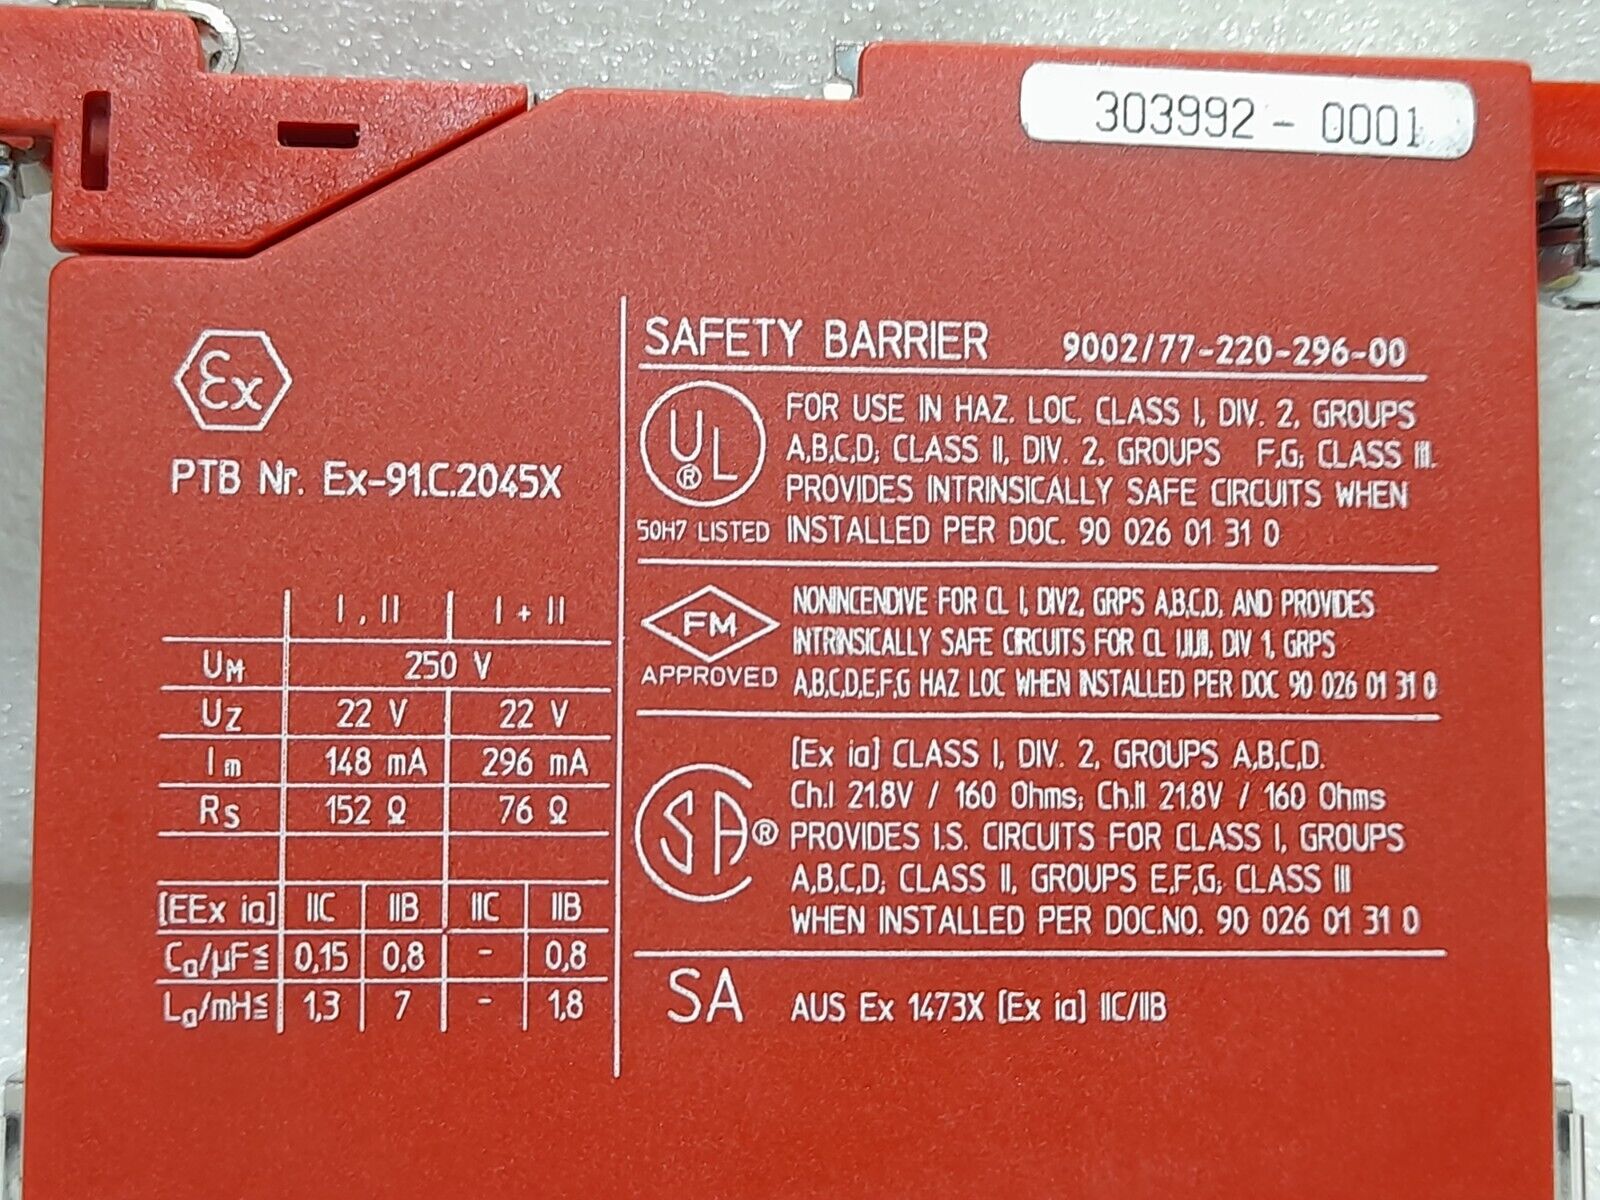 303992 - 0001
Ex
PTB Nr. Ex-91.C.2045X
I , II I + II
UM 250 V
UZ 22 V 22 V
Im 148 mA 296 mA
RS 152 Ω 76 Ω
[EEx ia] IIC IIB IIC IIB
Ca/µF≦ 0,15 0,8 - 0,8
La/mH≦ 1,3 7 - 1,8
SAFETY BARRIER 9002/77-220-296-00
UL ®
50H7 LISTED
FOR USE IN HAZ. LOC. CLASS I, DIV. 2, GROUPS
A,B,C,D; CLASS II, DIV. 2, GROUPS F,G; CLASS III.
PROVIDES INTRINSICALLY SAFE CIRCUITS WHEN
INSTALLED PER DOC. 90 026 01 31 0
FM
APPROVED
NONINCENDIVE FOR CL I, DIV2, GRPS A,B,C,D, AND PROVIDES
INTRINSICALLY SAFE CIRCUITS FOR CL I,II,III, DIV 1, GRPS
A,B,C,D,E,F,G HAZ LOC WHEN INSTALLED PER DOC 90 026 01 31 0
SA ®
[Ex ia] CLASS I, DIV. 2, GROUPS A,B,C,D.
Ch.I 21.8V / 160 Ohms; Ch.II 21.8V / 160 Ohms
PROVIDES I.S. CIRCUITS FOR CLASS I, GROUPS
A,B,C,D; CLASS II, GROUPS E,F,G; CLASS III
WHEN INSTALLED PER DOC.NO. 90 026 01 31 0
SA AUS Ex 1473X [Ex ia] IIC/IIB